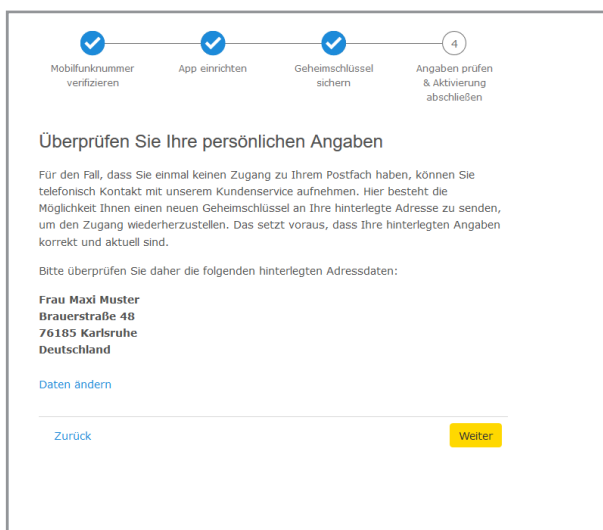 4
Mobilfunknummer
verifizieren
App einrichten
Geheimschlüssel
sichern
Angaben prüfen
& Aktivierung
abschließen
Überprüfen Sie Ihre persönlichen Angaben
Für den Fall, dass Sie einmal keinen Zugang zu Ihrem Postfach haben, können Sie
telefonisch Kontakt mit unserem Kundenservice aufnehmen. Hier besteht die
Möglichkeit Ihnen einen neuen Geheimschlüssel an Ihre hinterlegte Adresse zu senden,
um den Zugang wiederherzustellen. Das setzt voraus, dass Ihre hinterlegten Angaben
korrekt und aktuell sind.
Bitte überprüfen Sie daher die folgenden hinterlegten Adressdaten:
Frau Maxi Muster
Brauerstraße 48
76185 Karlsruhe
Deutschland
Daten ändern
Zurück
Weiter